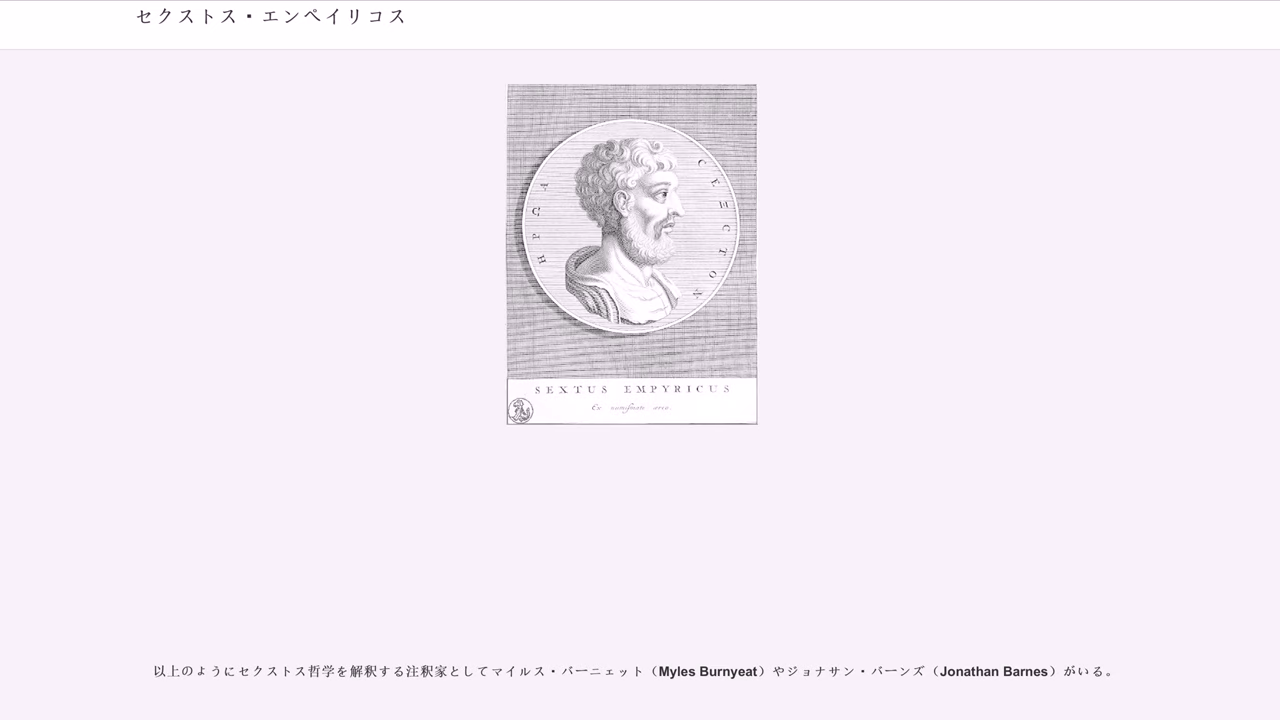 セクストス・エンペイリコス
SEXTUS EMPYRICUS
以上のようにセクストス哲学を解釈する注釈家としてマイルス・バーニェット（Myles Burnyeat）やジョナサン・バーンズ（Jonathan Barnes）がいる。